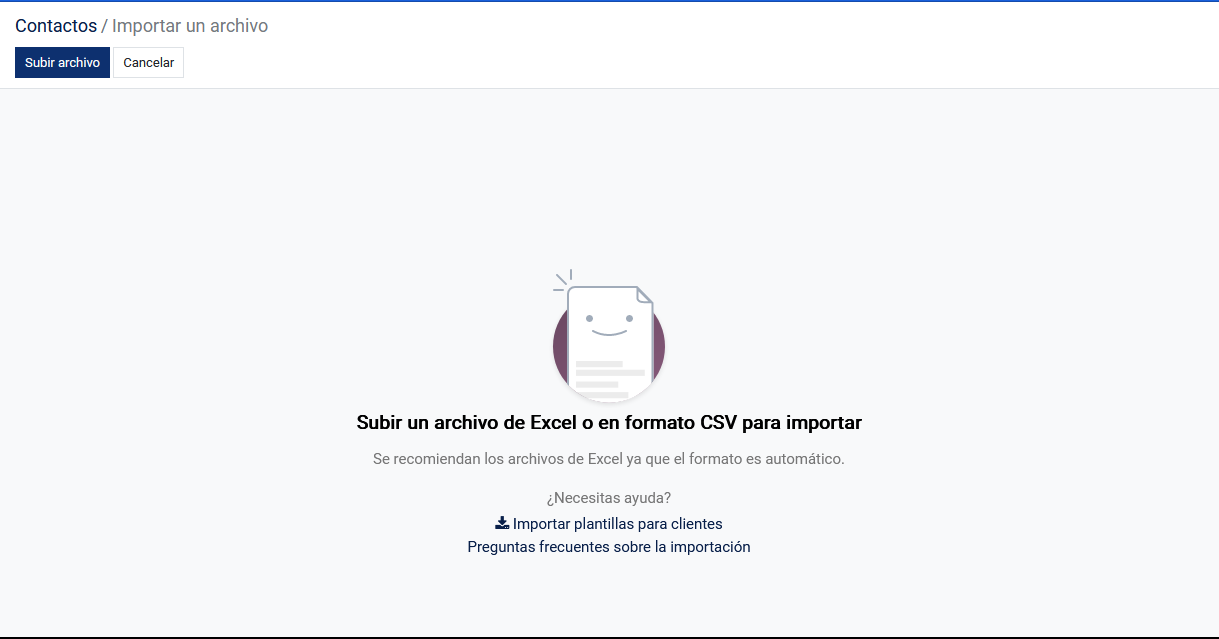 Contactos / Importar un archivo
Subir archivo Cancelar
Subir un archivo de Excel o en formato CSV para importar
Se recomiendan los archivos de Excel ya que el formato es automático.
¿Necesitas ayuda?
Importar plantillas para clientes
Preguntas frecuentes sobre la importación